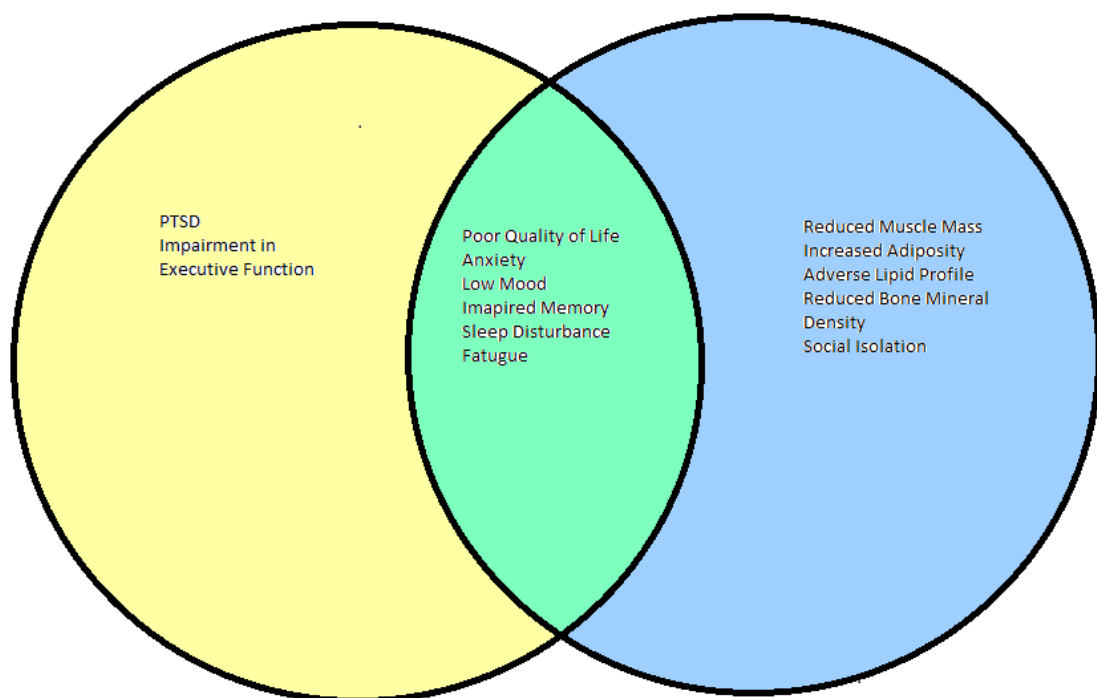 PTSD
Impairment in
Executive Function
Poor Quality of Life
Anxiety
Low Mood
Imapired Memory
Sleep Disturbance
Fatugue
Reduced Muscle Mass
Increased Adiposity
Adverse Lipid Profile
Reduced Bone Mineral
Density
Social Isolation